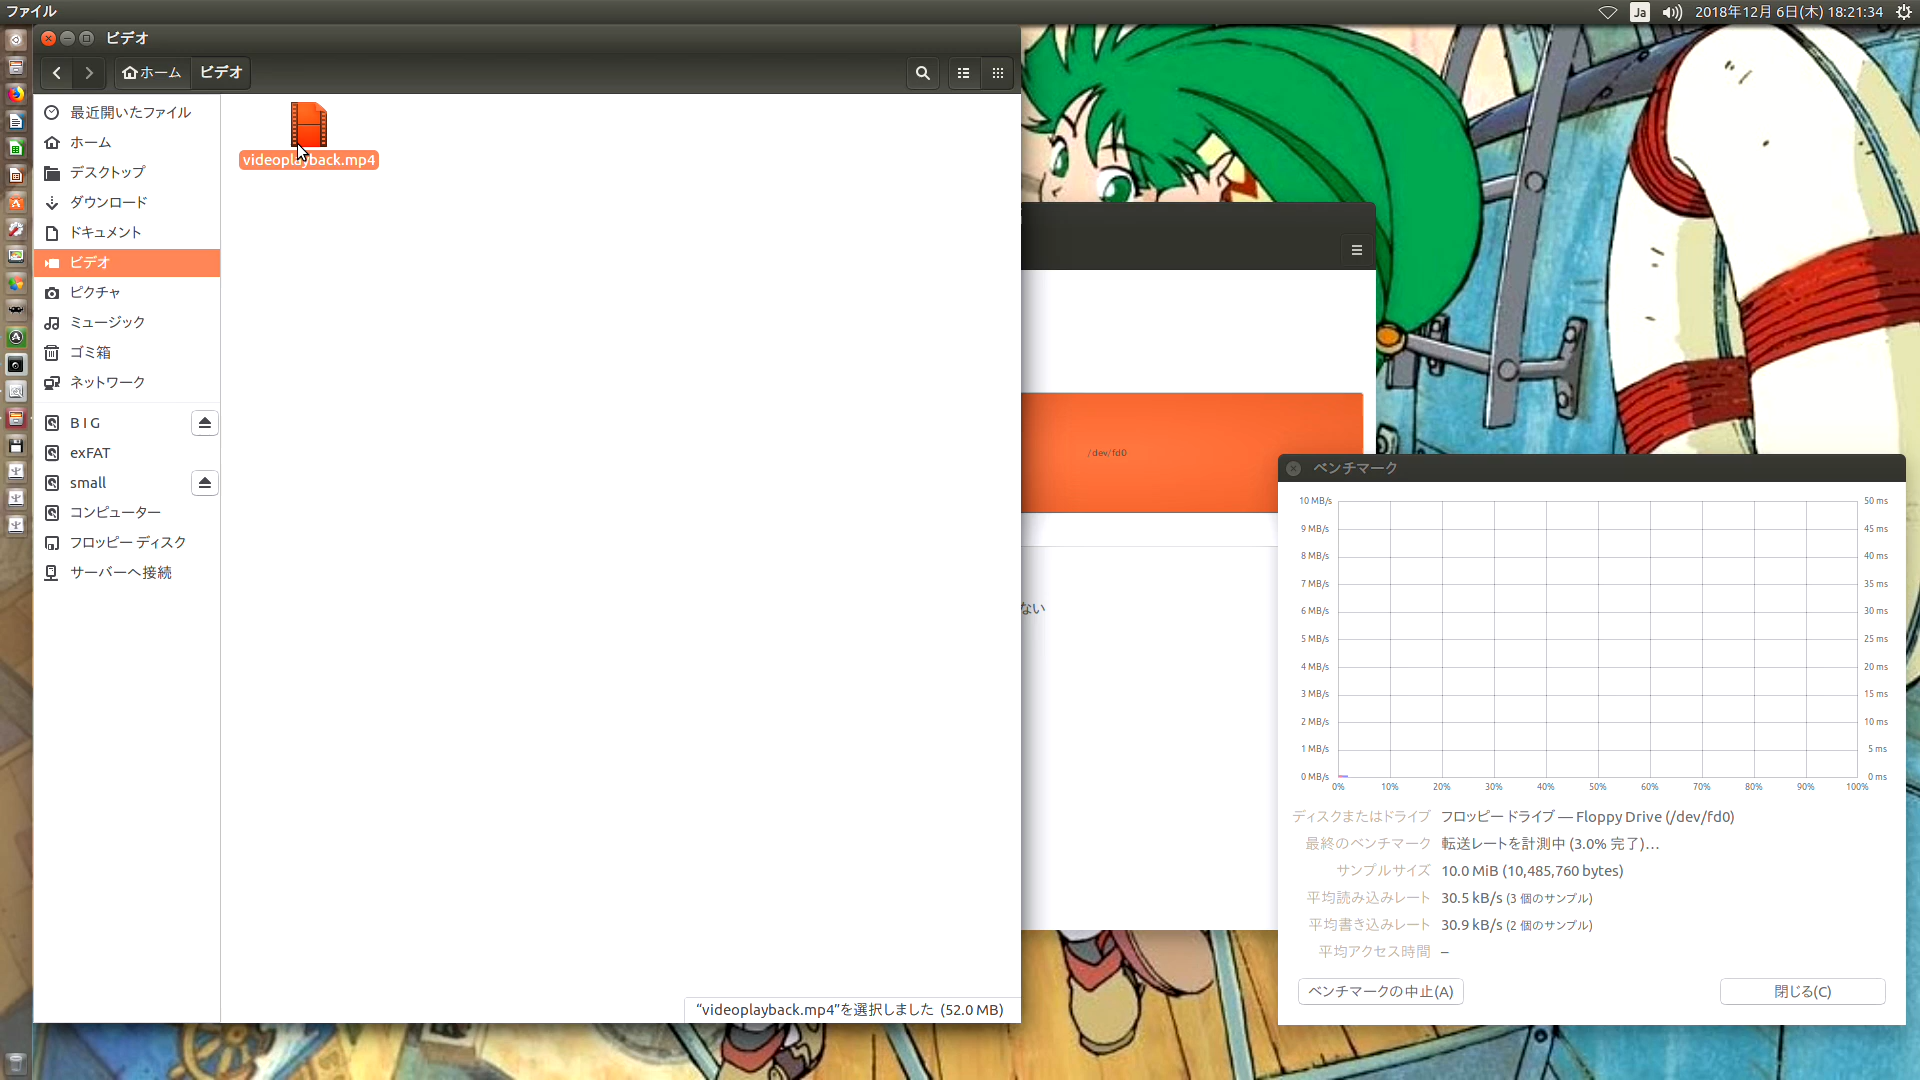 ファイル
Ja
2018年12月 6日(木) 18:21:34
ビデオ
ホーム
ビデオ
最近開いたファイル
ホーム
デスクトップ
ダウンロード
ドキュメント
ビデオ
ピクチャ
ミュージック
ゴミ箱
ネットワーク
B I G
exFAT
small
コンピューター
フロッピー ディスク
サーバーへ接続
videoplayback.mp4
"videoplayback.mp4"を選択しました (52.0 MB)
/dev/fd0
ない
ベンチマーク
10 MB/s
9 MB/s
8 MB/s
7 MB/s
6 MB/s
5 MB/s
4 MB/s
3 MB/s
2 MB/s
1 MB/s
0 MB/s
50 ms
45 ms
40 ms
35 ms
30 ms
25 ms
20 ms
15 ms
10 ms
5 ms
0 ms
0% 10% 20% 30% 40% 50% 60% 70% 80% 90% 100%
ディスクまたはドライブ フロッピー ドライブ — Floppy Drive (/dev/fd0)
最終のベンチマーク 転送レートを計測中 (3.0% 完了)…
サンプルサイズ 10.0 MiB (10,485,760 bytes)
平均読み込みレート 30.5 kB/s (3 個のサンプル)
平均書き込みレート 30.9 kB/s (2 個のサンプル)
平均アクセス時間 –
ベンチマークの中止(A)
閉じる(C)